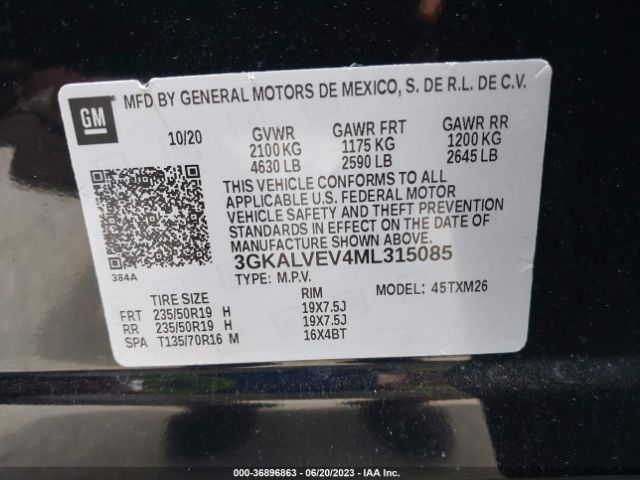 GM
MFD BY GENERAL MOTORS DE MEXICO, S. DE R.L. DE C.V.
10/20 GVWR GAWR FRT GAWR RR
2100 KG 1175 KG 1200 KG
4630 LB 2590 LB 2645 LB
THIS VEHICLE CONFORMS TO ALL
APPLICABLE U.S. FEDERAL MOTOR
VEHICLE SAFETY AND THEFT PREVENTION
STANDARDS IN EFFECT ON THE DATE OF
MANUFACTURE SHOWN ABOVE.
384A
3GKALVEV4ML315085
TYPE: M.P.V. MODEL: 45TXM26
TIRE SIZE RIM
FRT 235/50R19 H 19X7.5J
RR 235/50R19 H 19X7.5J
SPA T135/70R16 M 16X4BT
000-36896863 - 06/20/2023 - IAA Inc.